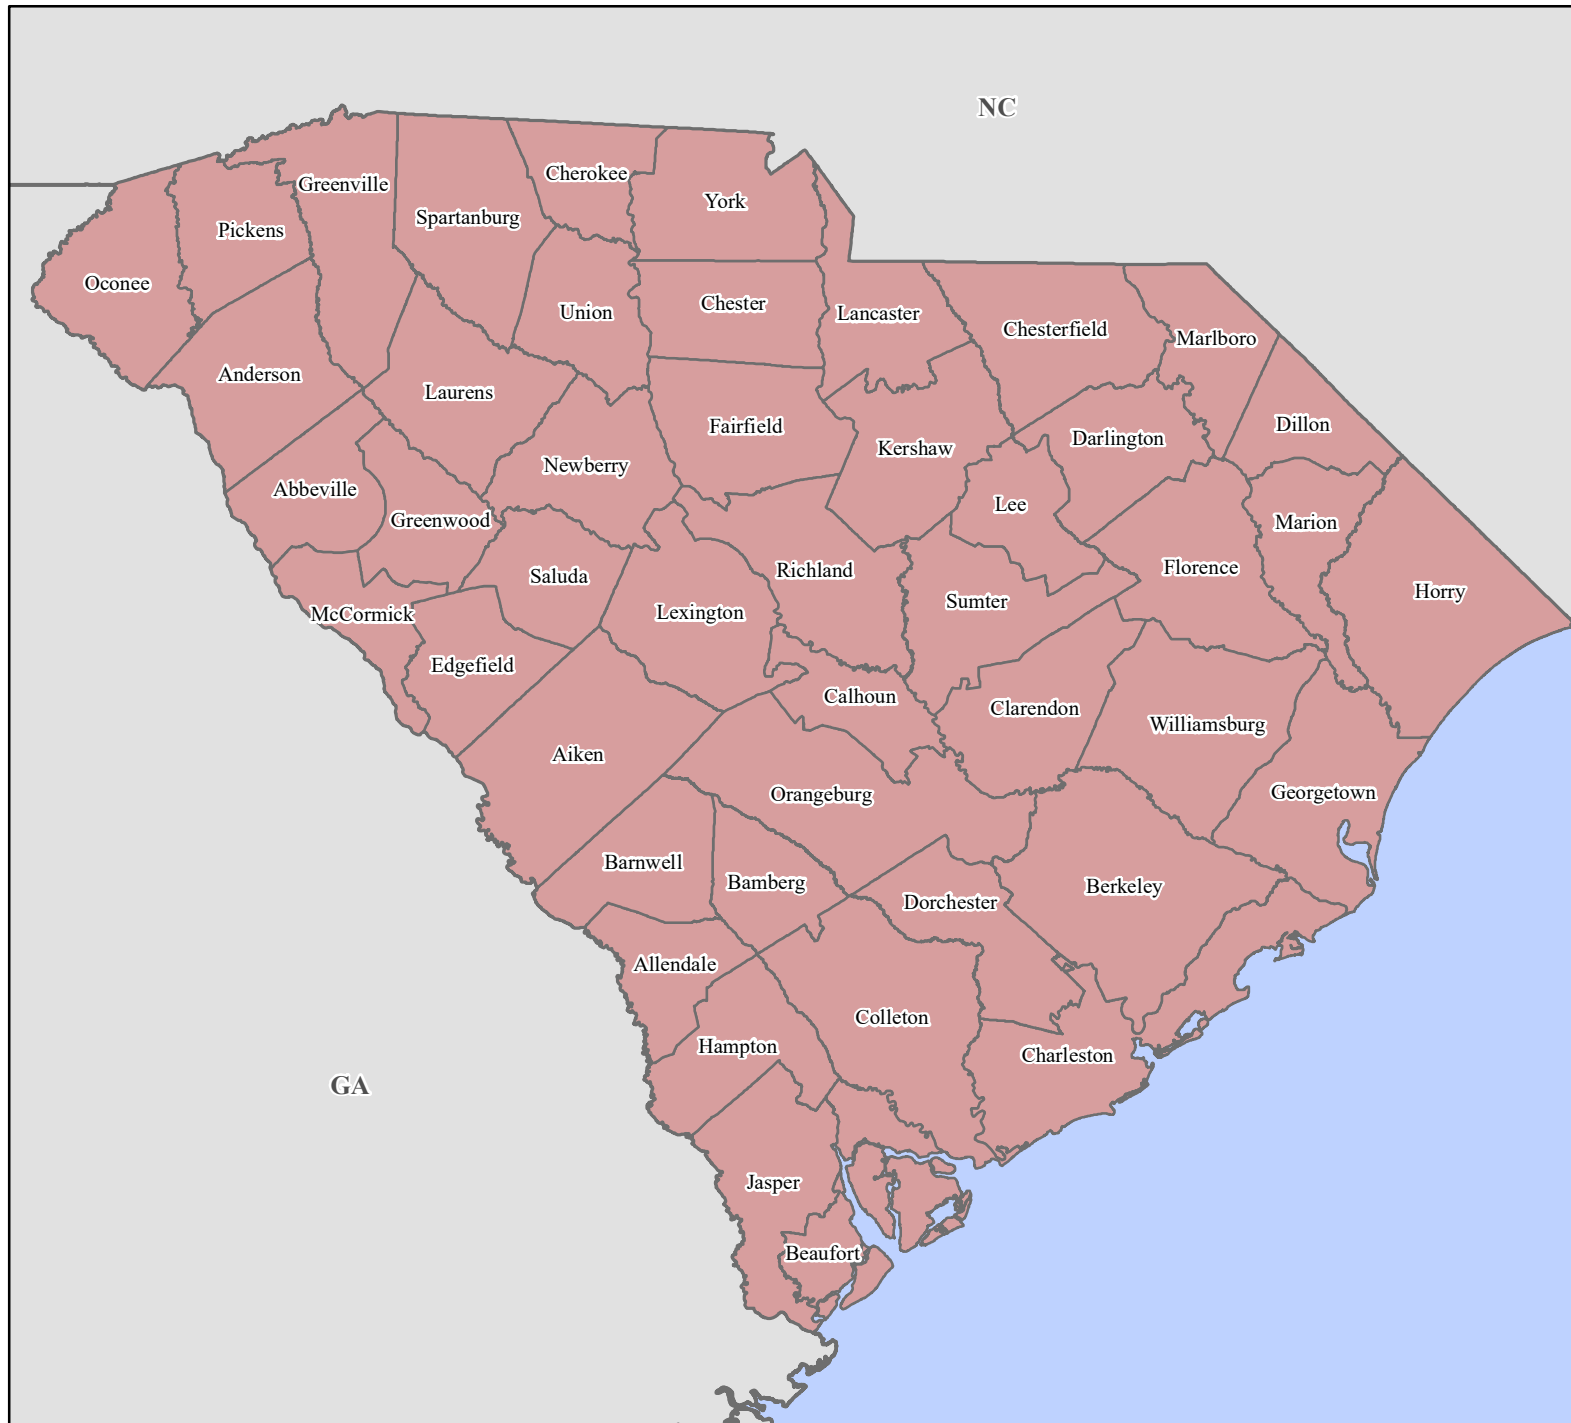 NC
Cherokee
Greenville
York
Spartanburg
Pickens
Oconee
Chester
Union
Lancaster
Chesterfield
Marlboro
Anderson
Laurens
Dillon
Fairfield
Darlington
Kershaw
Newberry
Abbeville
Lee
Greenwood
Marion
Florence
Richland
Saluda
Horry
Sumter
Lexington
McCormick
Edgefield
Calhoun
Clarendon
Williamsburg
Aiken
Georgetown
Orangeburg
Barnwell
Bamberg
Berkeley
Dorchester
Allendale
Colleton
Hampton
Charleston
GA
Jasper
Beaufort